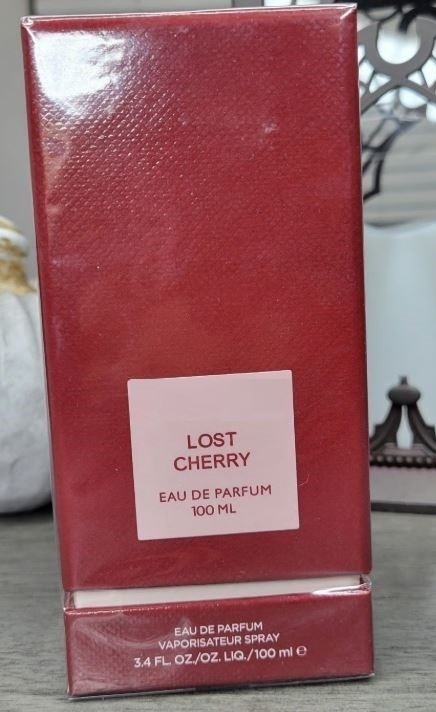 LOST
CHERRY
EAU DE PARFUM
100 ML
EAU DE PARFUM
VAPORISATEUR SPRAY
3.4 FL. OZ./OZ. LIQ./100 ml ℮